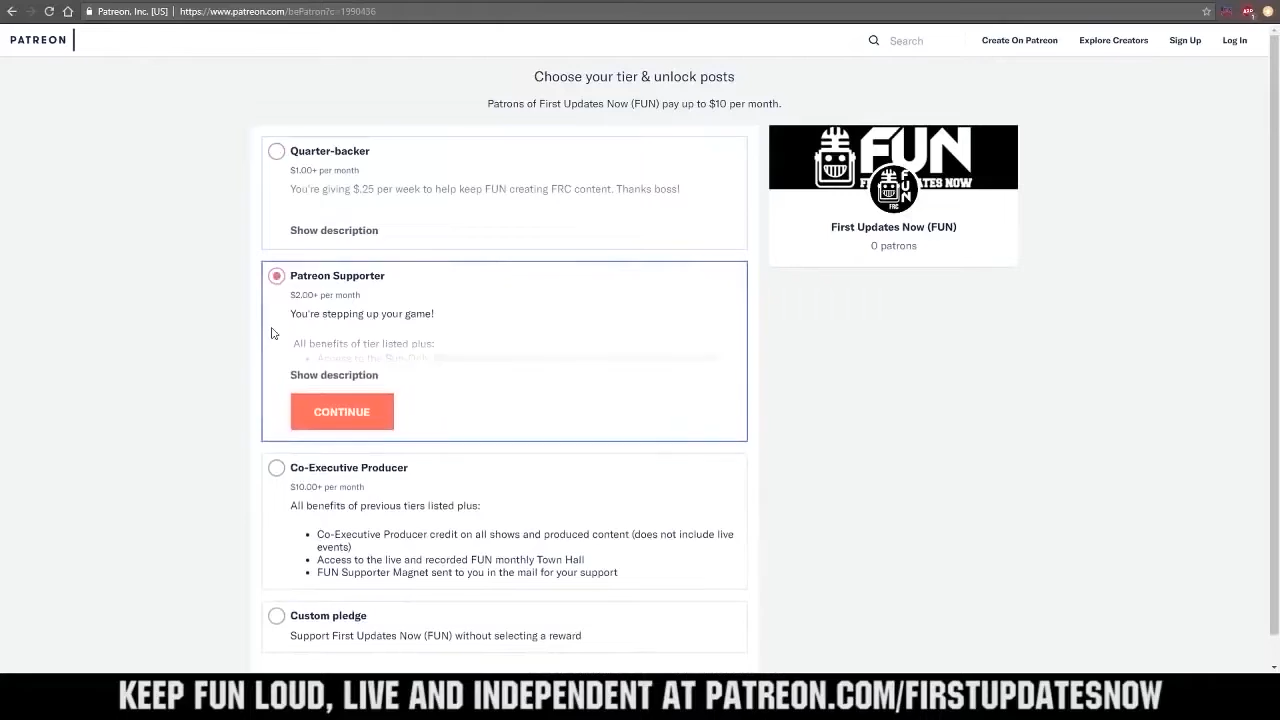 Patreon, Inc. [US] | https://www.patreon.com/bePatron?c=1990436
PATREON
Search
Create On Patreon
Explore Creators
Sign Up
Log In
Choose your tier & unlock posts
Patrons of First Updates Now (FUN) pay up to $10 per month.
Quarter-backer
$1.00+ per month
You're giving $.25 per week to help keep FUN creating FRC content. Thanks boss!
Show description
FUN
First Updates Now (FUN)
0 patrons
Patreon Supporter
$2.00+ per month
You're stepping up your game!
All benefits of tier listed plus:
Show description
CONTINUE
Co-Executive Producer
$10.00+ per month
All benefits of previous tiers listed plus:
• Co-Executive Producer credit on all shows and produced content (does not include live
events)
• Access to the live and recorded FUN monthly Town Hall
• FUN Supporter Magnet sent to you in the mail for your support
Custom pledge
Support First Updates Now (FUN) without selecting a reward
KEEP FUN LOUD, LIVE AND INDEPENDENT AT PATREON.COM/FIRSTUPDATESNOW